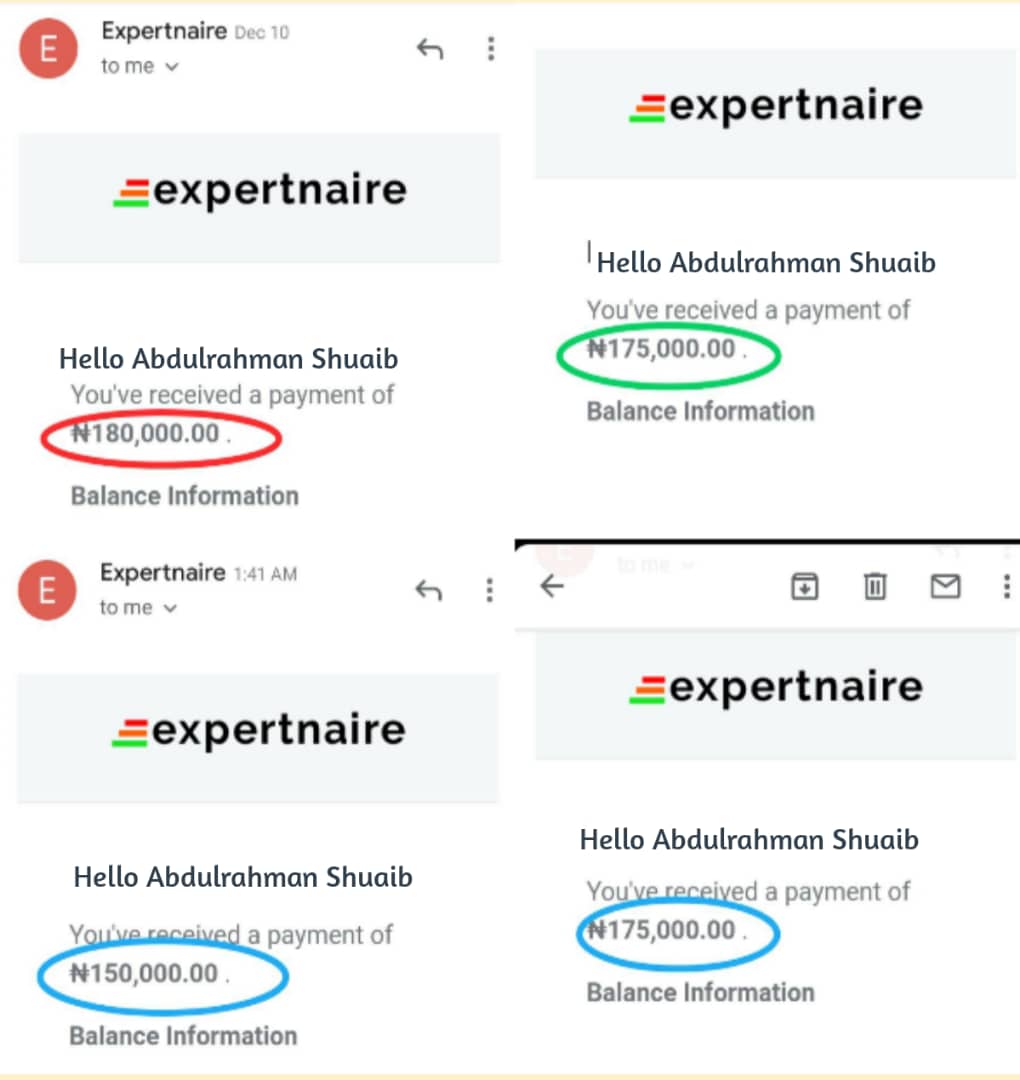 E
Expertnaire Dec 10
to me
expertnaire
Hello Abdulrahman Shuaib
You've received a payment of
₦180,000.00 .
Balance Information
expertnaire
Hello Abdulrahman Shuaib
You've received a payment of
₦175,000.00 .
Balance Information
E
Expertnaire 1:41 AM
to me
expertnaire
Hello Abdulrahman Shuaib
You've received a payment of
₦150,000.00 .
Balance Information
to me
expertnaire
Hello Abdulrahman Shuaib
You've received a payment of
₦175,000.00 .
Balance Information